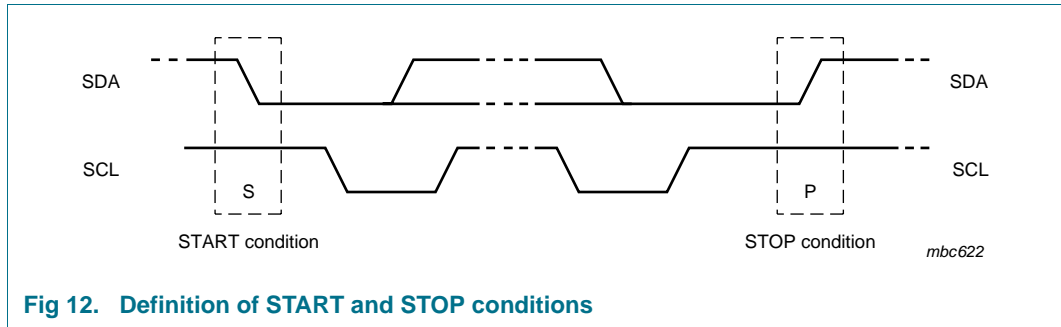 SDA
SDA
SCL
SCL
S
P
START condition
STOP condition
mbc622
Fig 12. Definition of START and STOP conditions